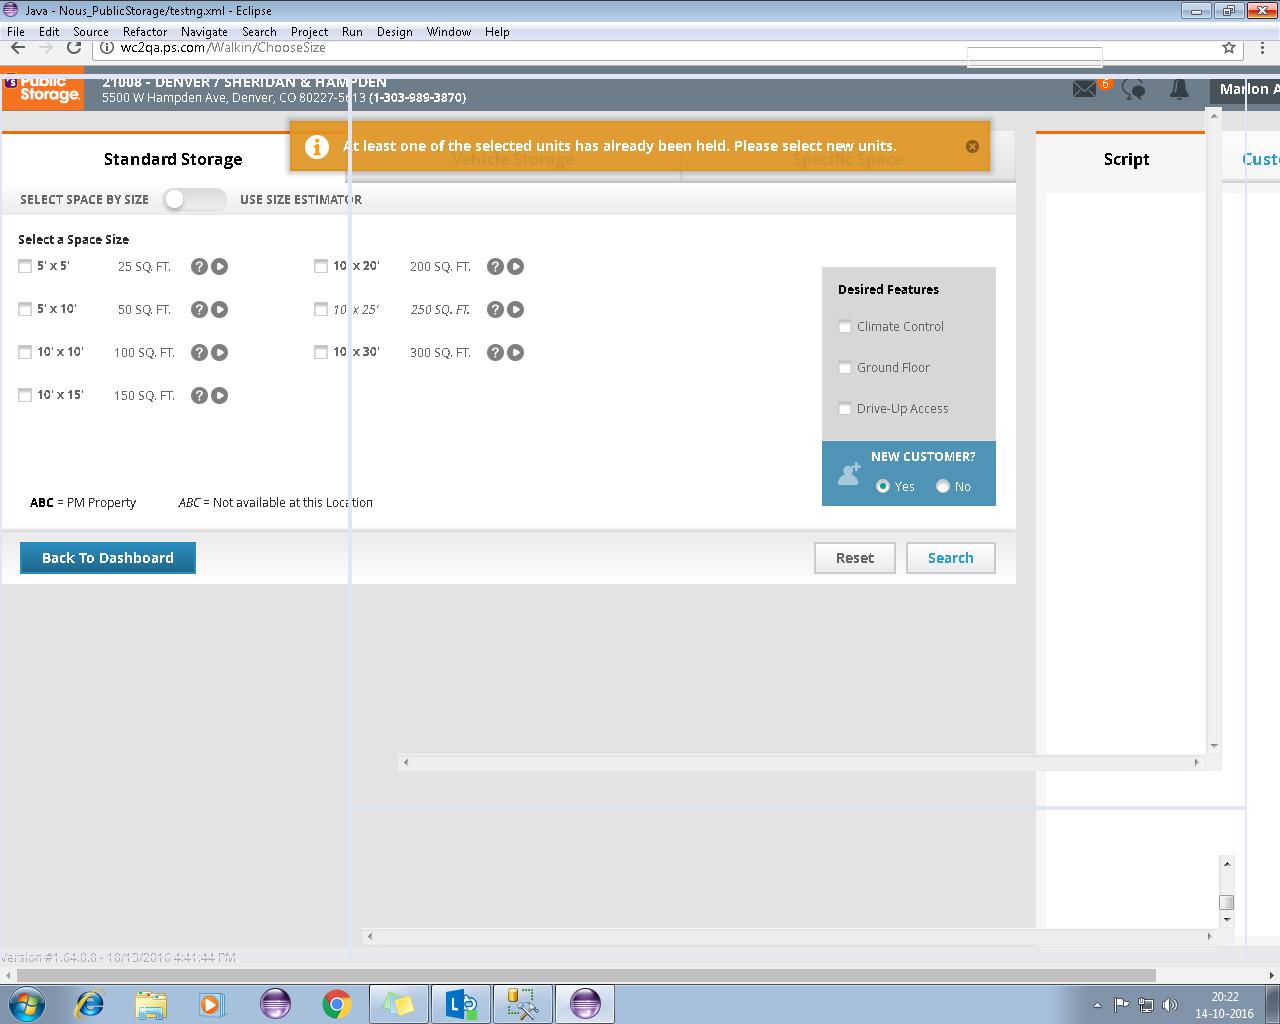 Java - Nous_PublicStorage/testng.xml - Eclipse
File Edit Source Refactor Navigate Search Project Run Design Window Help
wc2qa.ps.com/Walkin/ChooseSize
Public Storage.
21008 - DENVER / SHERIDAN & HAMPDEN
5500 W Hampden Ave, Denver, CO 80227-5613 (1-303-989-3870)
6
Marlon A
At least one of the selected units has already been held. Please select new units.
Standard Storage
Vehicle Storage
Specific Space
Script
Custo
SELECT SPACE BY SIZE
USE SIZE ESTIMATOR
Select a Space Size
5' x 5' 25 SQ. FT. ? 10' x 20' 200 SQ. FT. ?
5' x 10' 50 SQ. FT. ? 10' x 25' 250 SQ. FT. ?
10' x 10' 100 SQ. FT. ? 10' x 30' 300 SQ. FT. ?
10' x 15' 150 SQ. FT. ?
Desired Features
Climate Control
Ground Floor
Drive-Up Access
NEW CUSTOMER?
Yes No
ABC = PM Property ABC = Not available at this Location
Back To Dashboard
Reset
Search
Version #1.64.0.0 - 10/13/2016 4:41:44 PM
20:22
14-10-2016